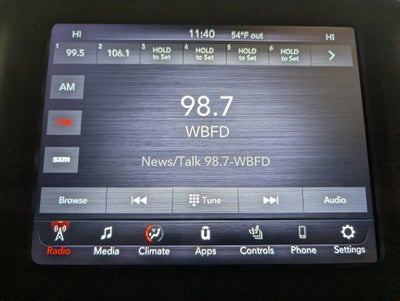 HI 11:40 54°F out HI
1 99.5 2 106.1 3 HOLD to Set 4 HOLD to Set 5 HOLD to Set 6 HOLD to Set
AM
98.7
FM
WBFD
sxm
News/Talk 98.7-WBFD
Browse Tune Audio
Radio Media Climate Apps Controls Phone Settings